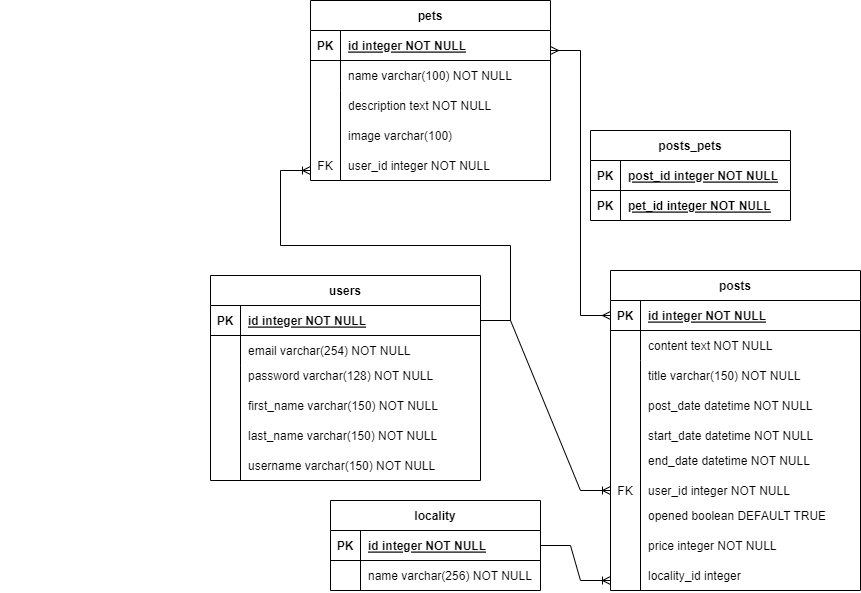 pets
PK id integer NOT NULL
name varchar(100) NOT NULL
description text NOT NULL
image varchar(100)
FK user_id integer NOT NULL
posts_pets
PK post_id integer NOT NULL
PK pet_id integer NOT NULL
users
PK id integer NOT NULL
email varchar(254) NOT NULL
password varchar(128) NOT NULL
first_name varchar(150) NOT NULL
last_name varchar(150) NOT NULL
username varchar(150) NOT NULL
posts
PK id integer NOT NULL
content text NOT NULL
title varchar(150) NOT NULL
post_date datetime NOT NULL
start_date datetime NOT NULL
end_date datetime NOT NULL
FK user_id integer NOT NULL
opened boolean DEFAULT TRUE
price integer NOT NULL
locality_id integer
locality
PK id integer NOT NULL
name varchar(256) NOT NULL